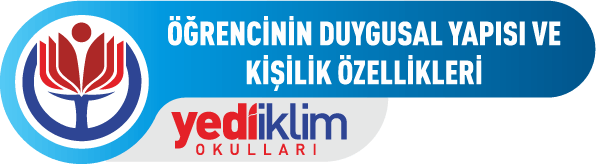 ÖĞRENCİNİN DUYGUSAL YAPISI VE
KİŞİLİK ÖZELLİKLERİ
yediiklim
OKULLARI